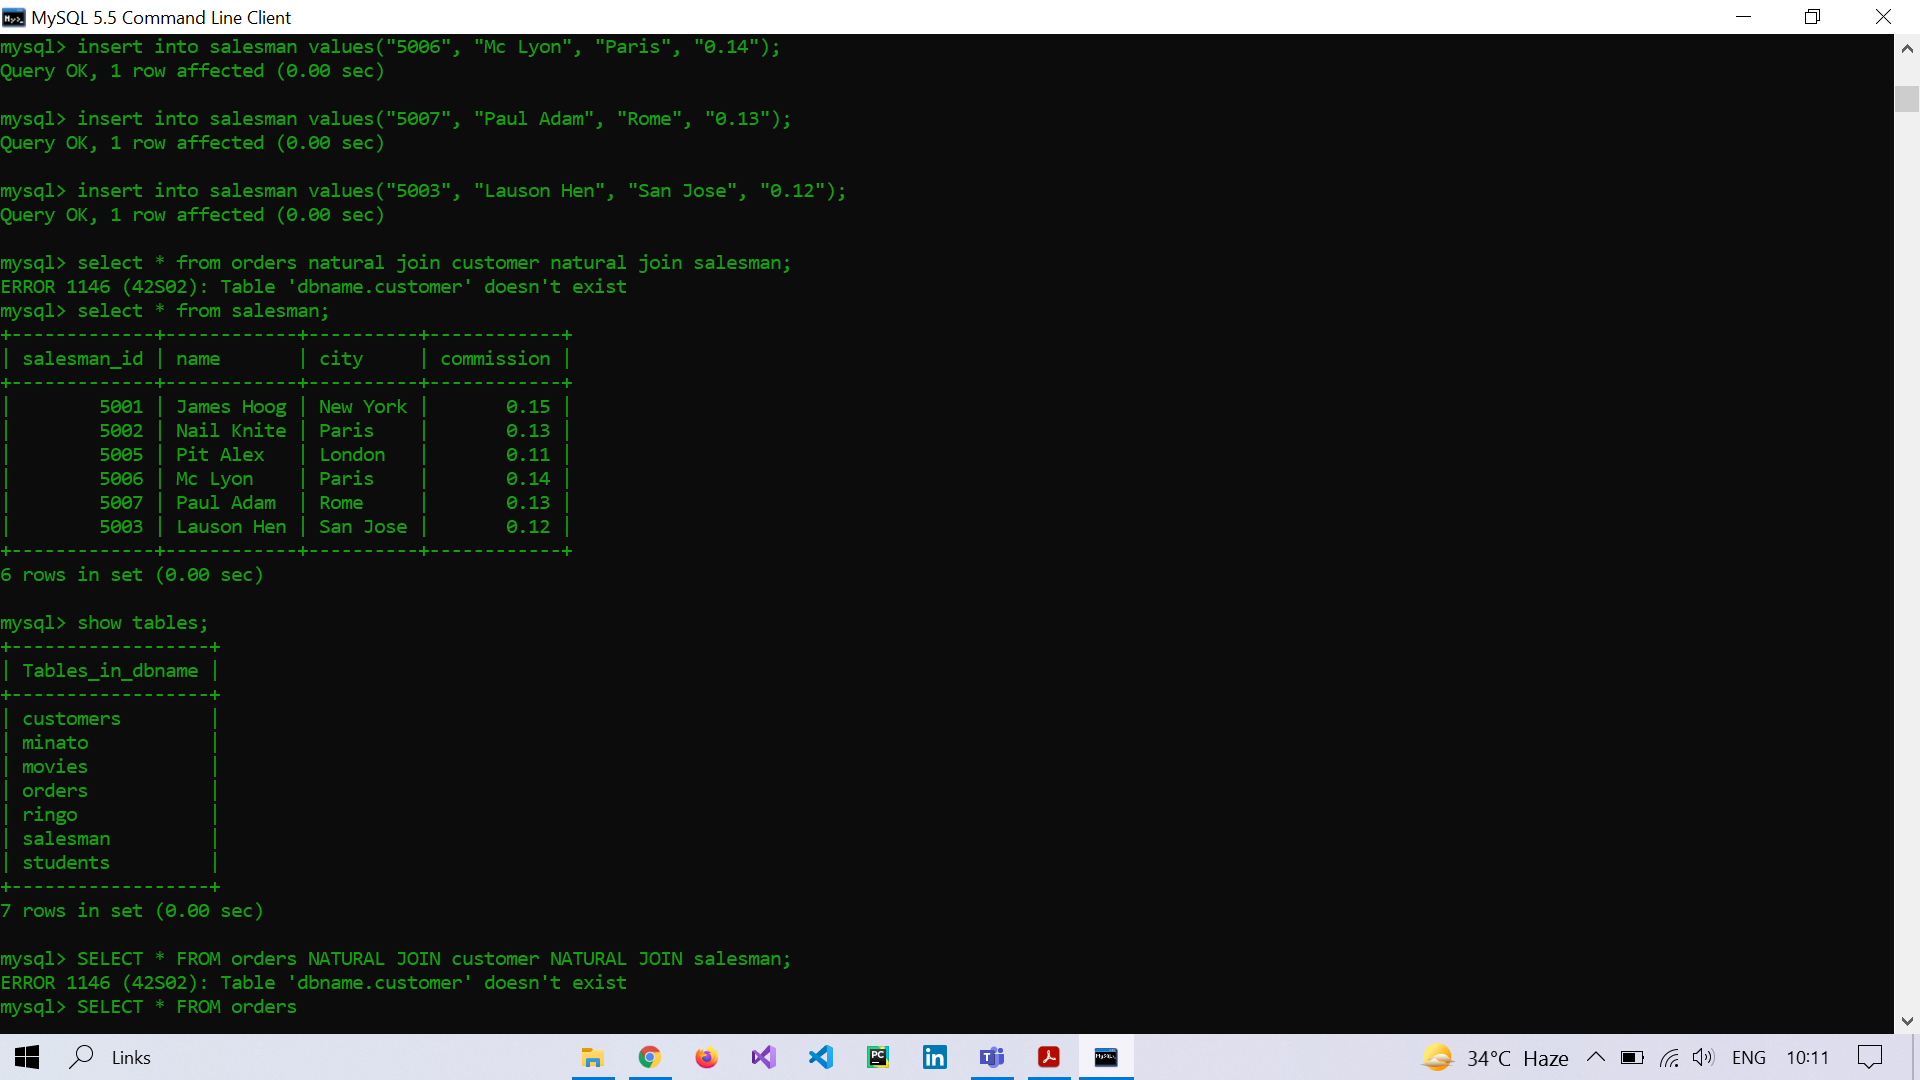 MySQL 5.5 Command Line Client
mysql> insert into salesman values("5006", "Mc Lyon", "Paris", "0.14");
Query OK, 1 row affected (0.00 sec)
mysql> insert into salesman values("5007", "Paul Adam", "Rome", "0.13");
Query OK, 1 row affected (0.00 sec)
mysql> insert into salesman values("5003", "Lauson Hen", "San Jose", "0.12");
Query OK, 1 row affected (0.00 sec)
mysql> select * from orders natural join customer natural join salesman;
ERROR 1146 (42S02): Table 'dbname.customer' doesn't exist
mysql> select * from salesman;
+-------------+------------+----------+------------+
| salesman_id | name       | city     | commission |
+-------------+------------+----------+------------+
|        5001 | James Hoog | New York |       0.15 |
|        5002 | Nail Knite | Paris    |       0.13 |
|        5005 | Pit Alex   | London   |       0.11 |
|        5006 | Mc Lyon    | Paris    |       0.14 |
|        5007 | Paul Adam  | Rome     |       0.13 |
|        5003 | Lauson Hen | San Jose |       0.12 |
+-------------+------------+----------+------------+
6 rows in set (0.00 sec)
mysql> show tables;
+------------------+
| Tables_in_dbname |
+------------------+
| customers        |
| minato           |
| movies           |
| orders           |
| ringo            |
| salesman         |
| students         |
+------------------+
7 rows in set (0.00 sec)
mysql> SELECT * FROM orders NATURAL JOIN customer NATURAL JOIN salesman;
ERROR 1146 (42S02): Table 'dbname.customer' doesn't exist
mysql> SELECT * FROM orders
Links
PC
in
MySQL
34°C Haze
ENG
10:11